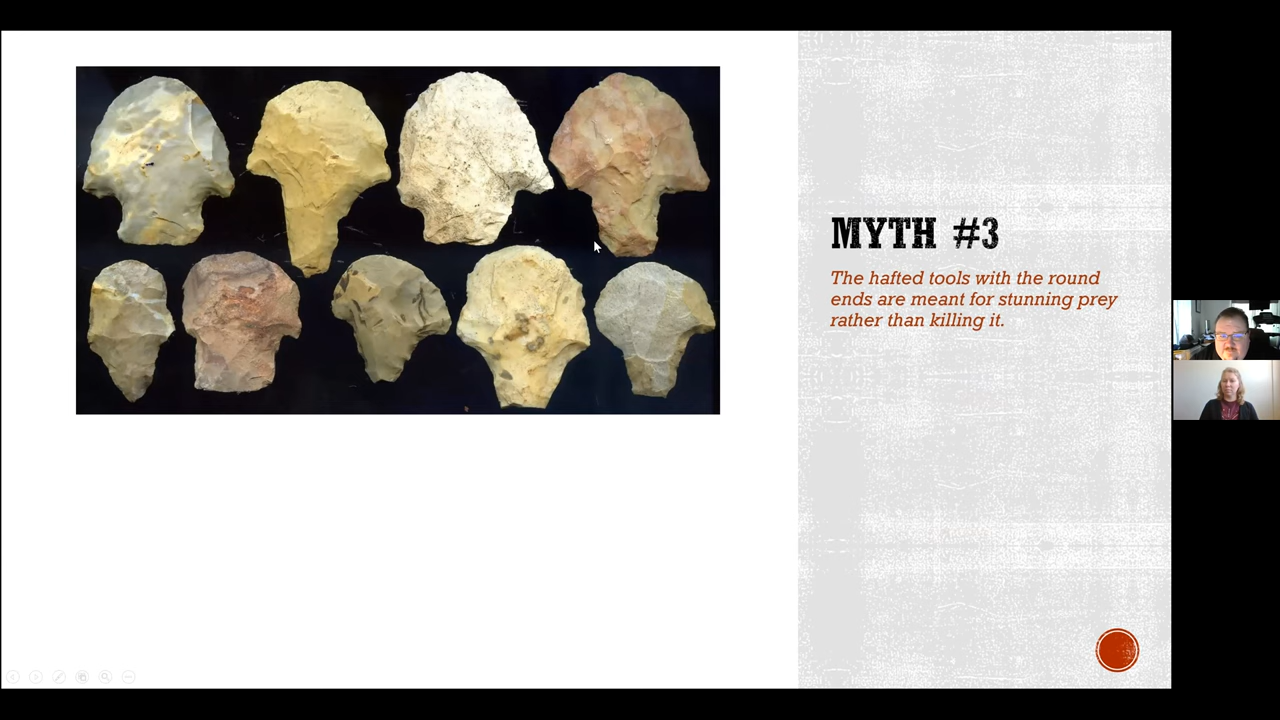 MYTH #3
The hafted tools with the round
ends are meant for stunning prey
rather than killing it.